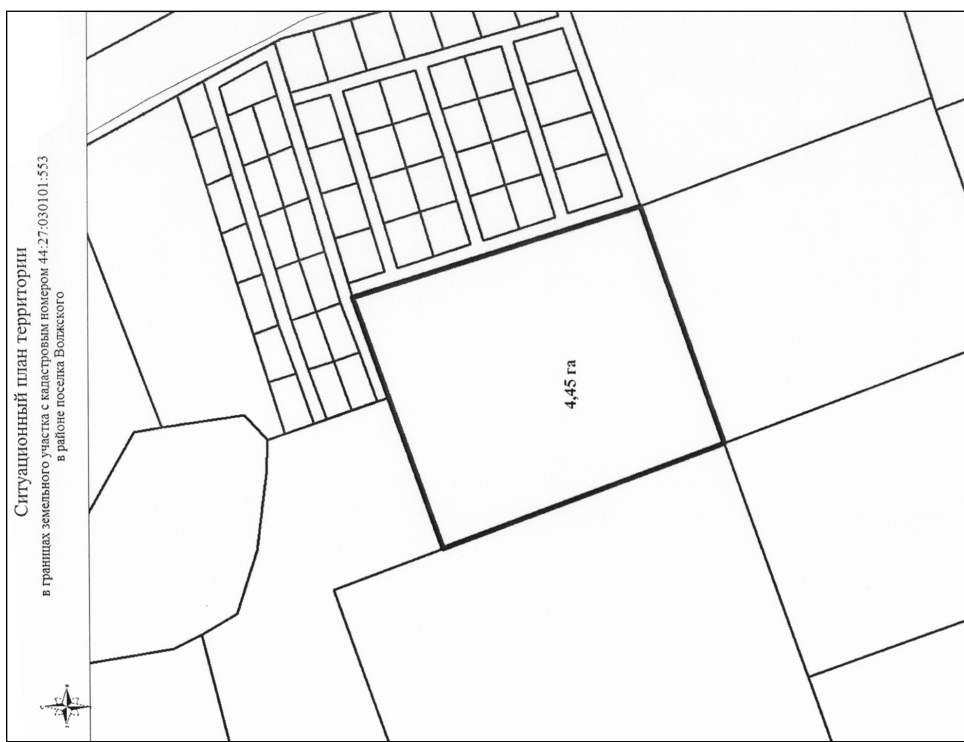 Ситуационный план территории
в границах земельного участка с кадастровым номером 44:27:030101:553
в районе поселка Волжского
4,45 га